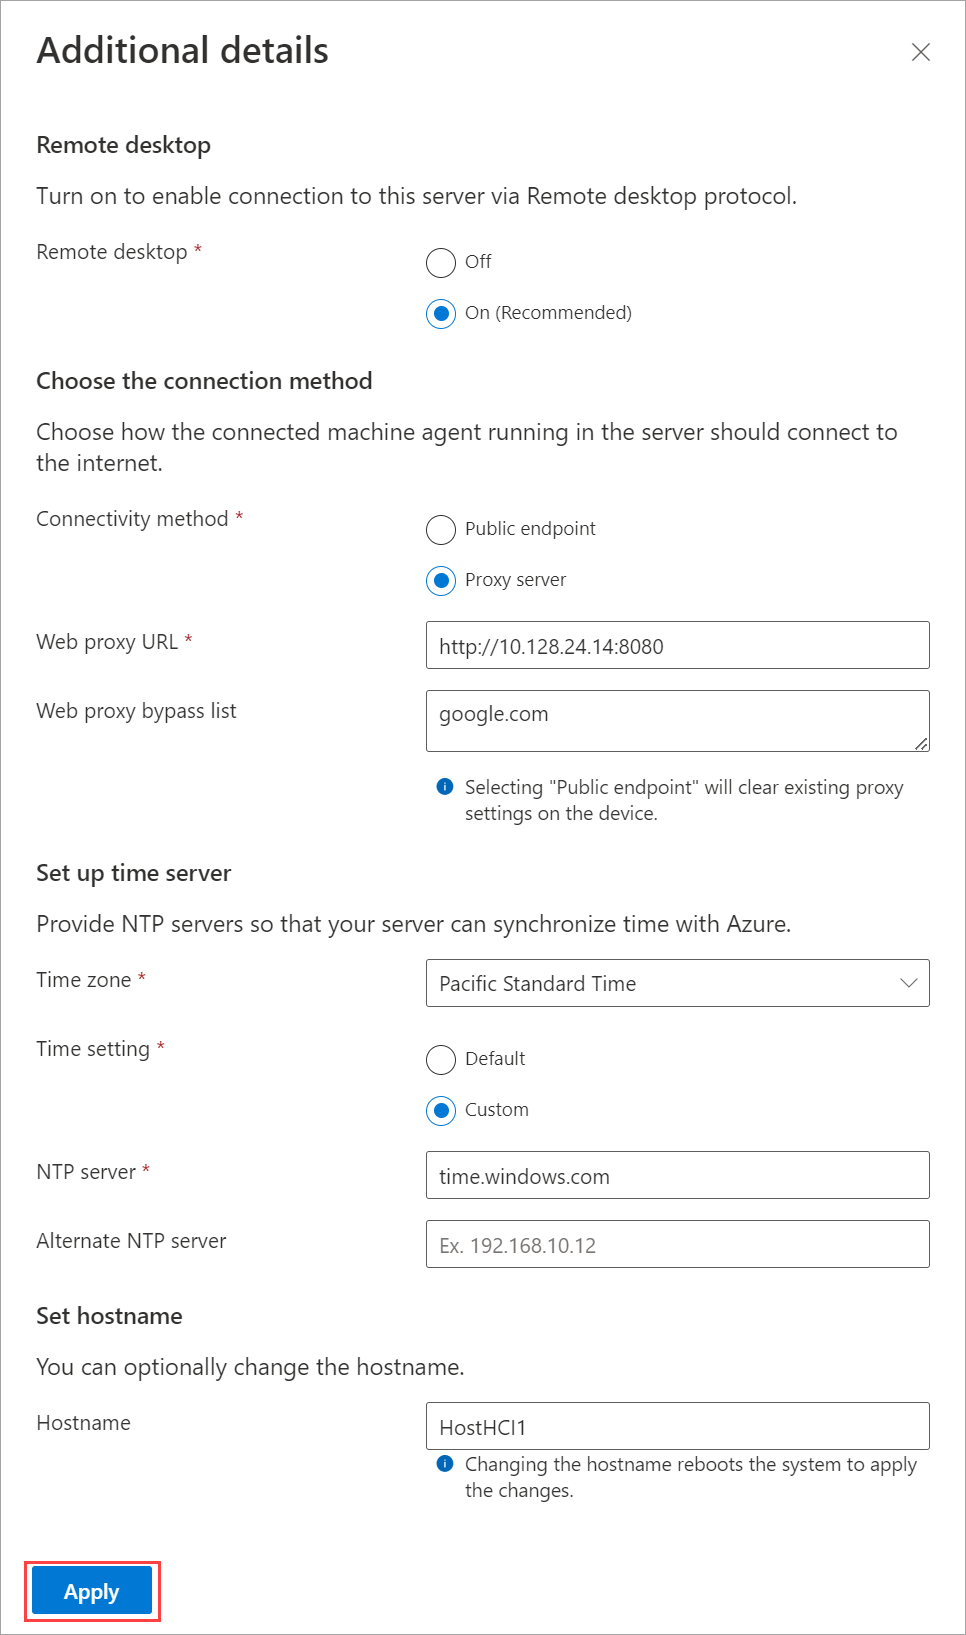 Additional details
Remote desktop
Turn on to enable connection to this server via Remote desktop protocol.
Remote desktop *
Off
On (Recommended)
Choose the connection method
Choose how the connected machine agent running in the server should connect to
the internet.
Connectivity method *
Public endpoint
Proxy server
Web proxy URL *
http://10.128.24.14:8080
Web proxy bypass list
google.com
Selecting "Public endpoint" will clear existing proxy
settings on the device.
Set up time server
Provide NTP servers so that your server can synchronize time with Azure.
Time zone *
Pacific Standard Time
Time setting *
Default
Custom
NTP server *
time.windows.com
Alternate NTP server
Ex. 192.168.10.12
Set hostname
You can optionally change the hostname.
Hostname
HostHCI1
Changing the hostname reboots the system to apply
the changes.
Apply